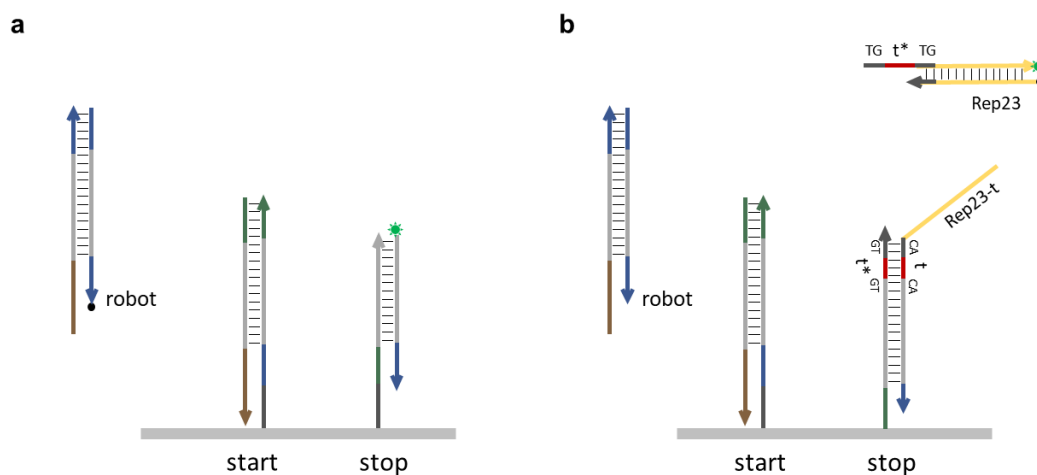 a
robot
start
stop
b
TG t* TG
Rep23
robot
Rep23-t
GT
t*
GT
CA
t
CA
start
stop